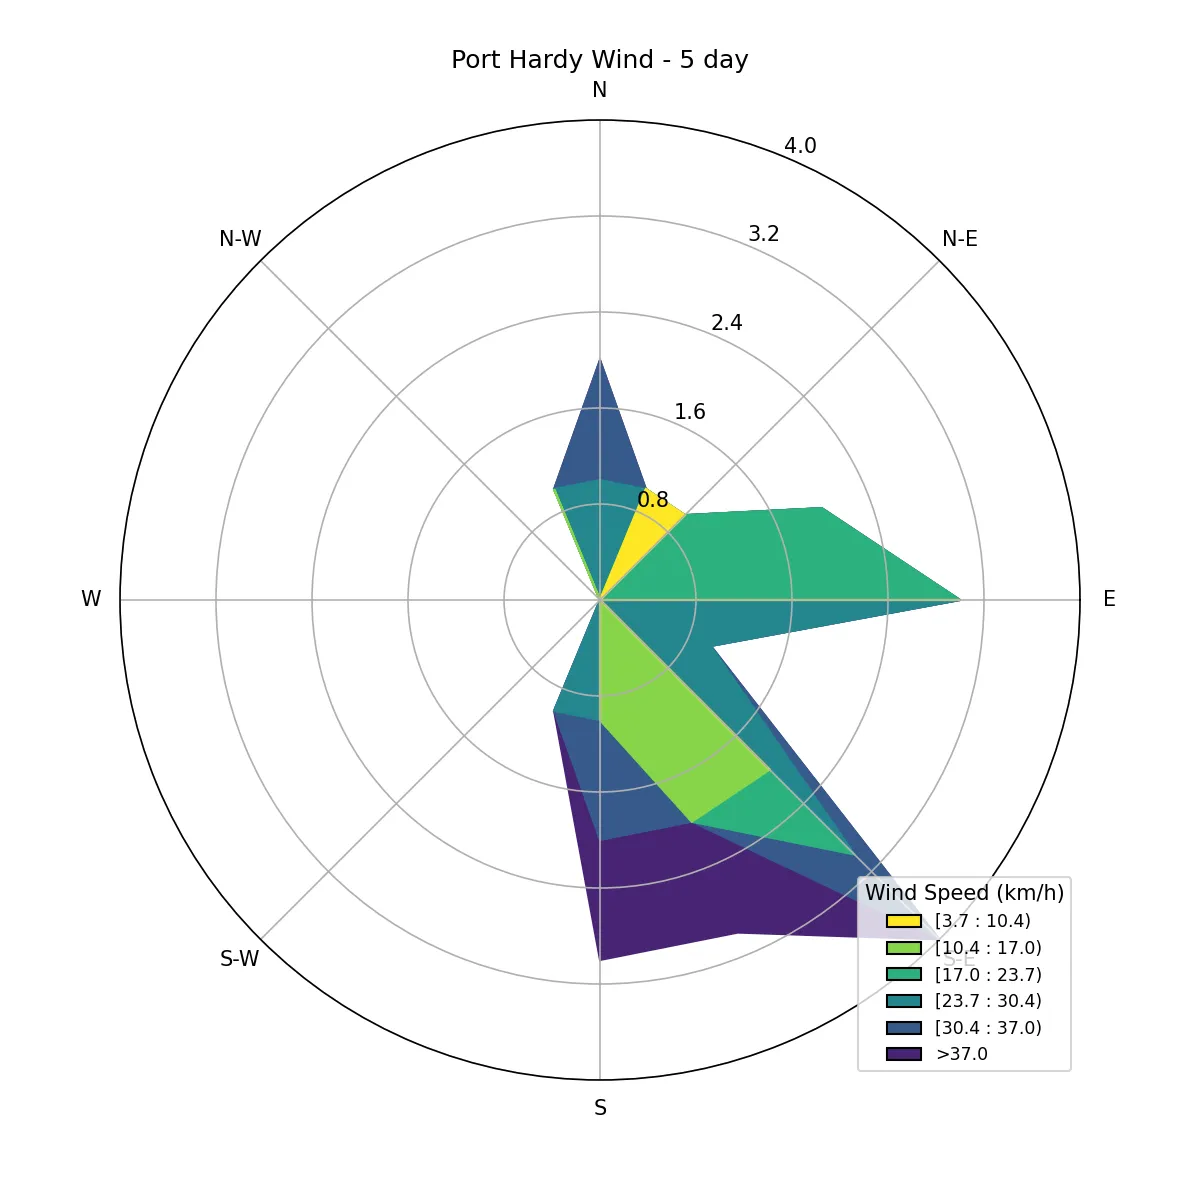 Port Hardy Wind - 5 day
N
4.0
N-W
3.2
N-E
2.4
1.6
0.8
W
E
Wind Speed (km/h)
[3.7 : 10.4)
[10.4 : 17.0)
[17.0 : 23.7)
[23.7 : 30.4)
[30.4 : 37.0)
>37.0
S-W
S-E
S